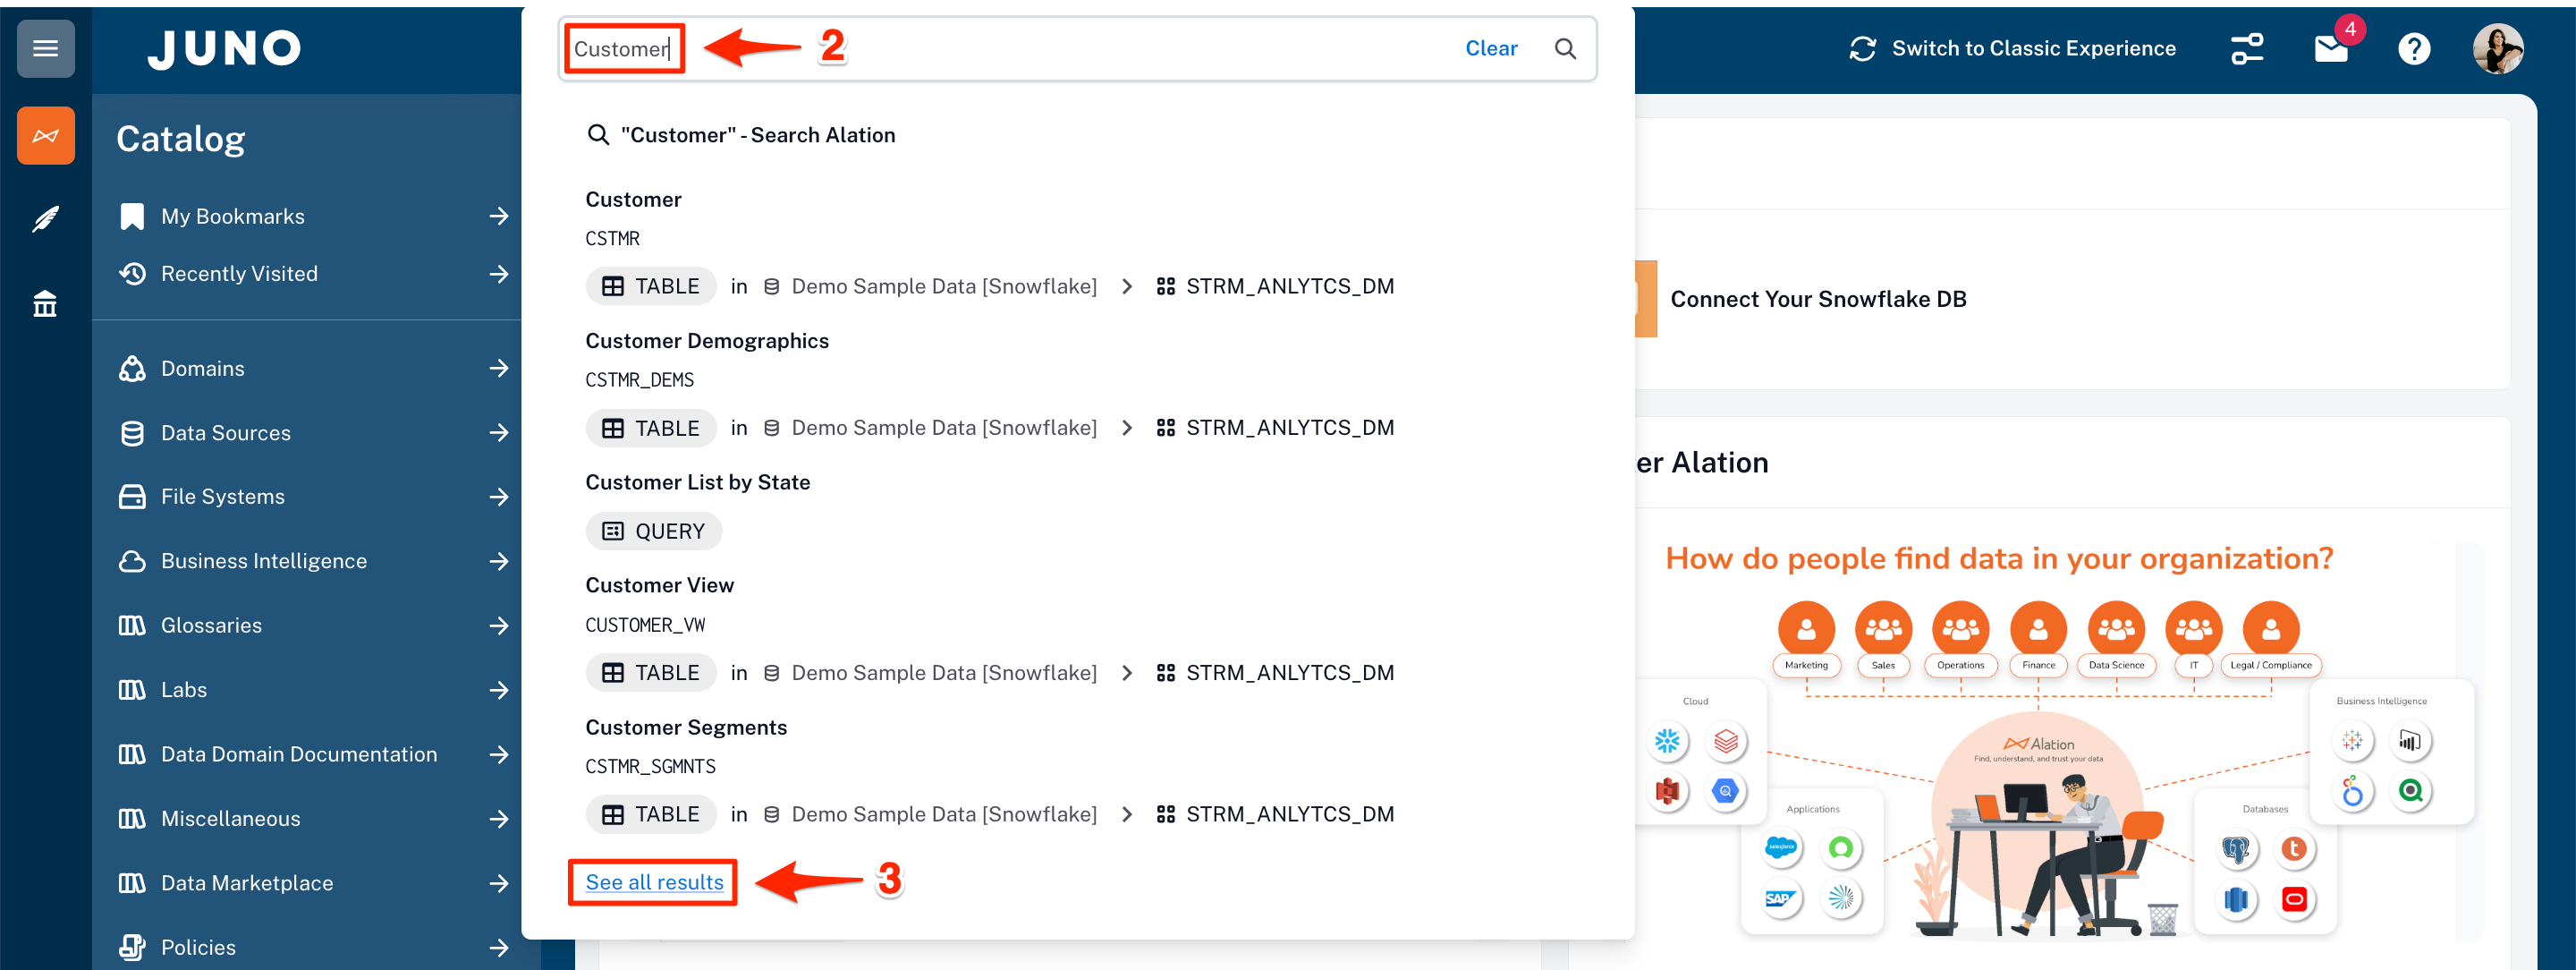 JUNO
Customer
2
Clear
Switch to Classic Experience
4
Catalog
My Bookmarks
Recently Visited
Domains
Data Sources
File Systems
Business Intelligence
Glossaries
Labs
Data Domain Documentation
Miscellaneous
Data Marketplace
Policies
"Customer" - Search Alation
Customer
CSTMR
TABLE in Demo Sample Data [Snowflake] > STRM_ANLYTCS_DM
Customer Demographics
CSTMR_DEMS
TABLE in Demo Sample Data [Snowflake] > STRM_ANLYTCS_DM
Customer List by State
QUERY
Customer View
CUSTOMER_VW
TABLE in Demo Sample Data [Snowflake] > STRM_ANLYTCS_DM
Customer Segments
CSTMR_SGMNTS
TABLE in Demo Sample Data [Snowflake] > STRM_ANLYTCS_DM
See all results
3
Connect Your Snowflake DB
er Alation
How do people find data in your organization?
Marketing Sales Operations Finance Data Science IT Legal / Compliance
Cloud
Business Intelligence
Alation
Find, understand, and trust your data
Applications
Databases
salesforce
SAP
t